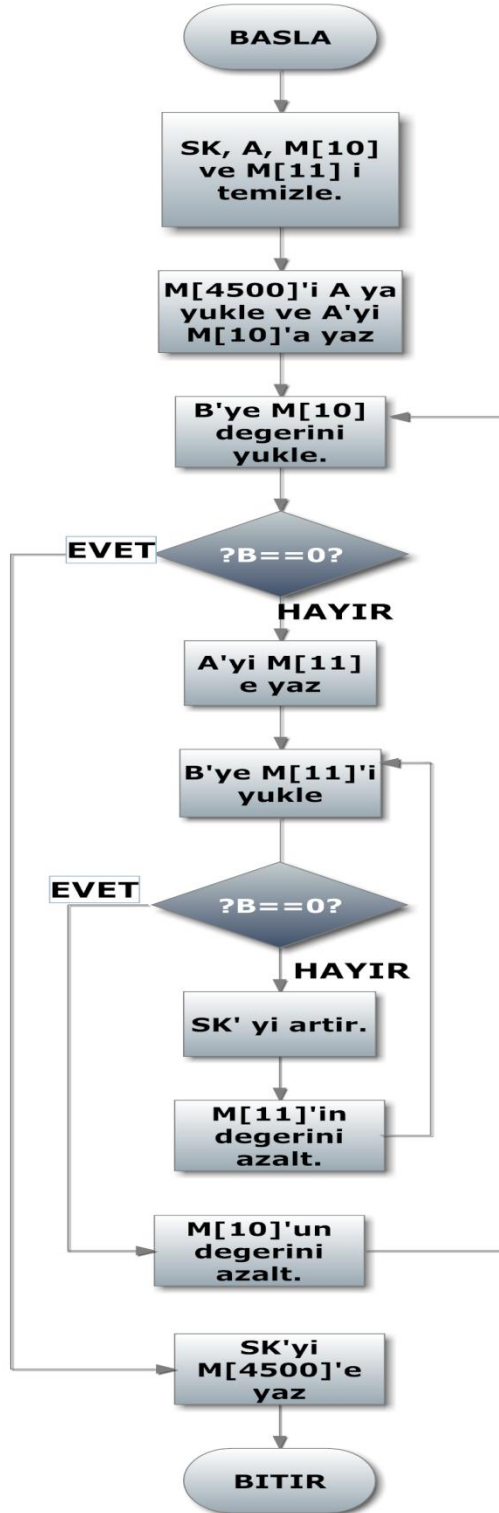 BASLA
SK, A, M[10]
ve M[11] i
temizle.
M[4500]'i A ya
yukle ve A'yi
M[10]'a yaz
B'ye M[10]
degerini
yukle.
EVET
?B==0?
HAYIR
A'yi M[11]
e yaz
B'ye M[11]'i
yukle
EVET
?B==0?
HAYIR
SK' yi artir.
M[11]'in
degerini
azalt.
M[10]'un
degerini
azalt.
SK'yi
M[4500]'e
yaz
BITIR